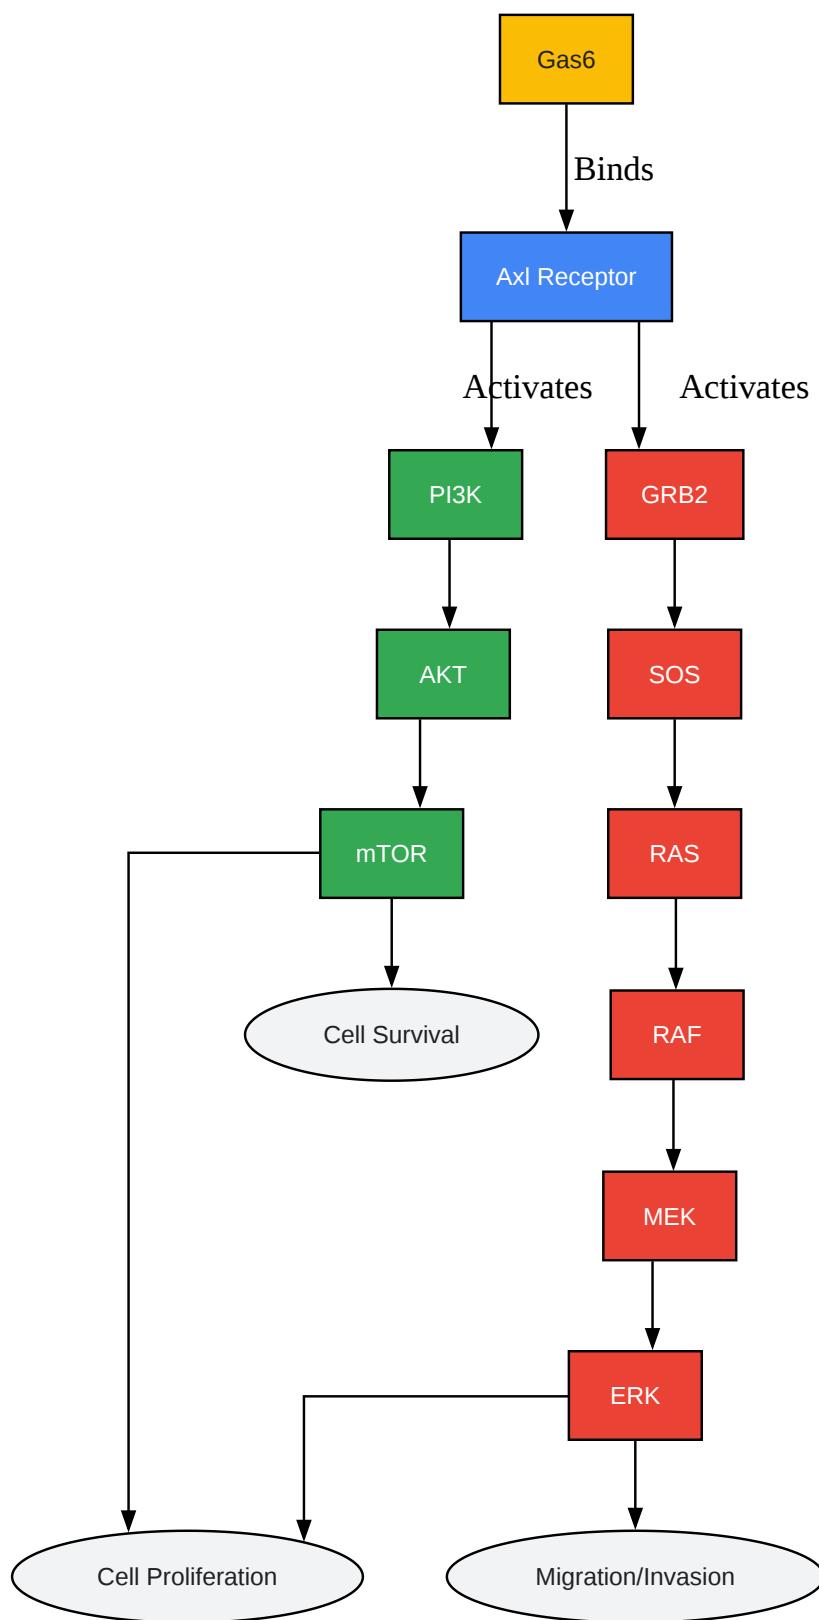 Gas6
Binds
Axl Receptor
Activates
Activates
PI3K
GRB2
AKT
SOS
mTOR
RAS
Cell Survival
RAF
MEK
ERK
Cell Proliferation
Migration/Invasion